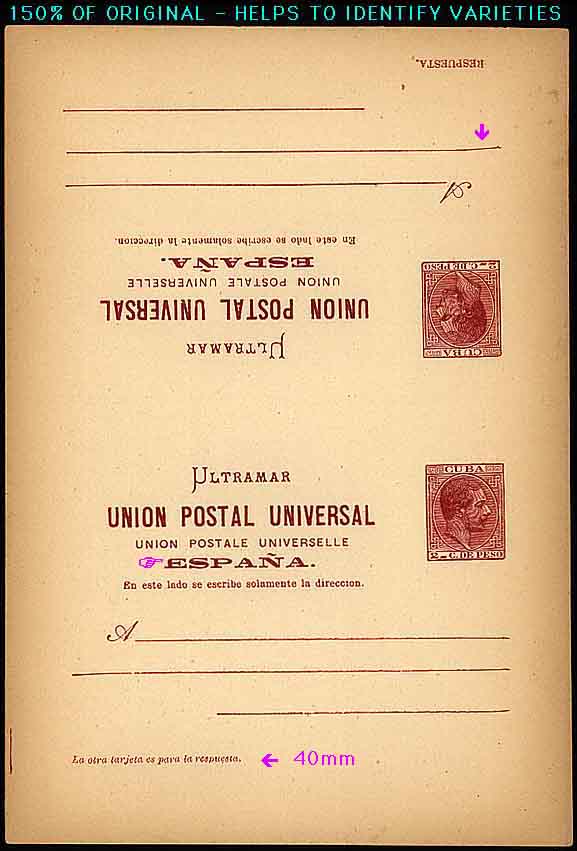 150% OF ORIGINAL - HELPS TO IDENTIFY VARIETIES
RESPUESTA.
A
En este lado se escribe solamente la direccion.
ESPAÑA.
UNION POSTALE UNIVERSELLE
UNION POSTAL UNIVERSAL
ULTRAMAR
2 - C. DE PESO
CUBA
ULTRAMAR
UNION POSTAL UNIVERSAL
UNION POSTALE UNIVERSELLE
ESPAÑA.
En este lado se escribe solamente la direccion.
CUBA
2 - C. DE PESO
A
La otra tarjeta es para la respuesta.
40mm